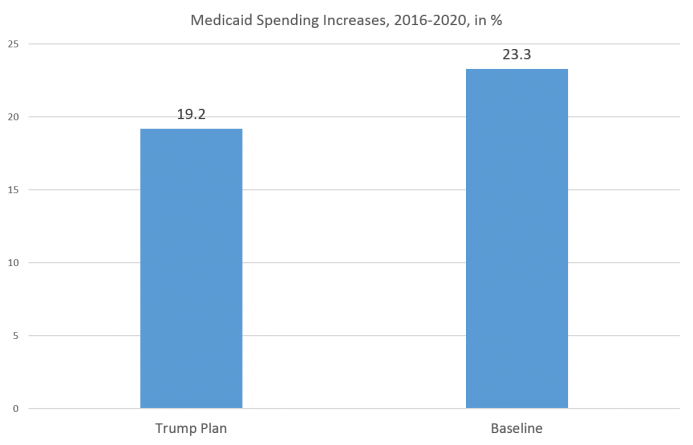 Medicaid Spending Increases, 2016-2020, in %
25
23.3
20
19.2
15
10
5
0
Trump Plan
Baseline